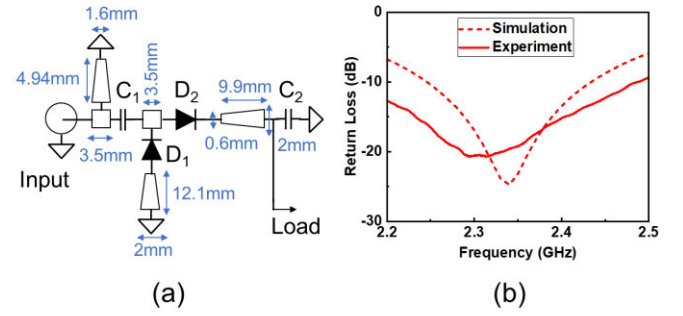 1.6mm
4.94mm
C1
3.5mm
D2
9.9mm
C2
3.5mm
0.6mm
2mm
Input
D1
12.1mm
Load
2mm
(a)
0
-10
-20
-30
Return Loss (dB)
Simulation
Experiment
2.2
2.3
2.4
2.5
Frequency (GHz)
(b)